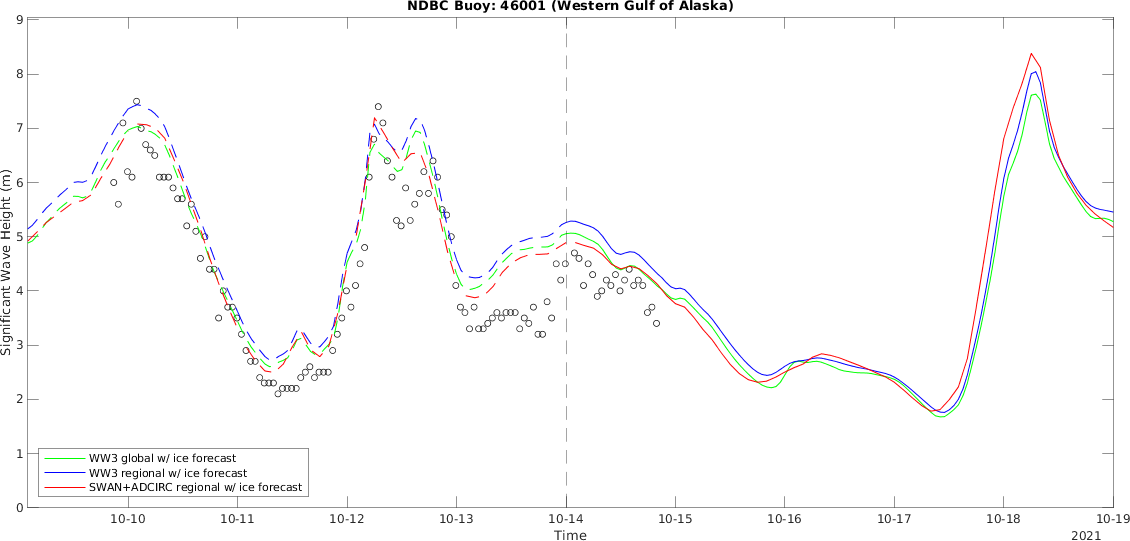 NDBC Buoy: 46001 (Western Gulf of Alaska)
Significant Wave Height (m)
9
8
7
6
5
4
3
2
1
0
WW3 global w/ ice forecast
WW3 regional w/ ice forecast
SWAN+ADCIRC regional w/ ice forecast
10-10 10-11 10-12 10-13 10-14 10-15 10-16 10-17 10-18 10-19
Time
2021